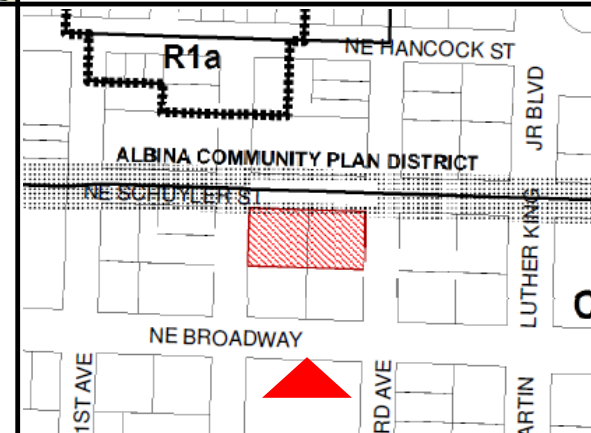 NE HANCOCK ST
R1a
JR BLVD
ALBINA COMMUNITY PLAN DISTRICT
NE SCHUYLER ST
LUTHER KING
C
NE BROADWAY
1ST AVE
RD AVE
ARTIN